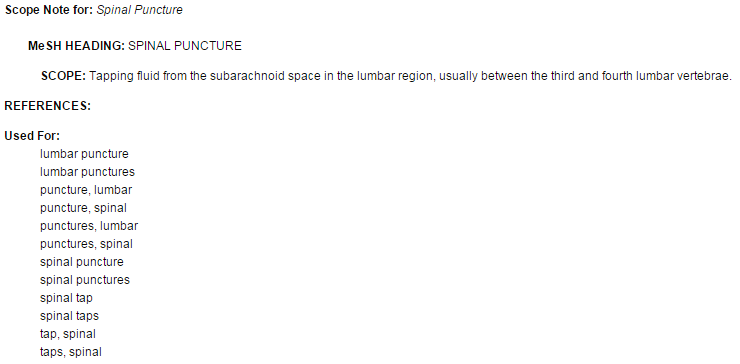 Scope Note for: Spinal Puncture
MeSH HEADING: SPINAL PUNCTURE
SCOPE: Tapping fluid from the subarachnoid space in the lumbar region, usually between the third and fourth lumbar vertebrae.
REFERENCES:
Used For:
lumbar puncture
lumbar punctures
puncture, lumbar
puncture, spinal
punctures, lumbar
punctures, spinal
spinal puncture
spinal punctures
spinal tap
spinal taps
tap, spinal
taps, spinal